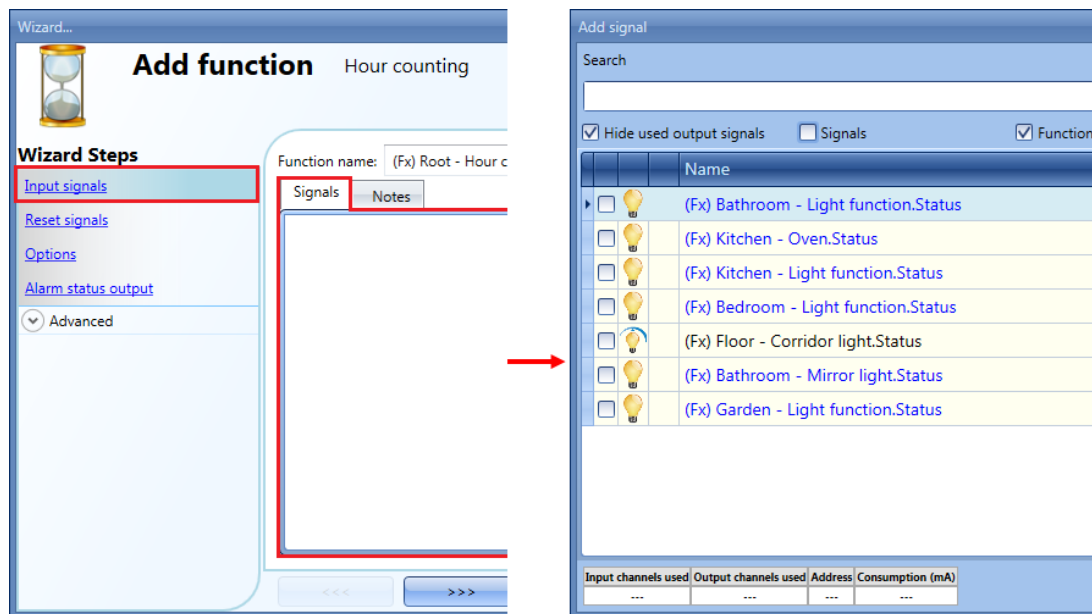 Wizard...
Add function Hour counting
Wizard Steps
Input signals
Reset signals
Options
Alarm status output
Advanced
Function name: (Fx) Root - Hour c
Signals Notes
<<< >>>
Add signal
Search
Hide used output signals Signals Function
Name
(Fx) Bathroom - Light function.Status
(Fx) Kitchen - Oven.Status
(Fx) Kitchen - Light function.Status
(Fx) Bedroom - Light function.Status
(Fx) Floor - Corridor light.Status
(Fx) Bathroom - Mirror light.Status
(Fx) Garden - Light function.Status
Input channels used Output channels used Address Consumption (mA)
--- --- --- ---